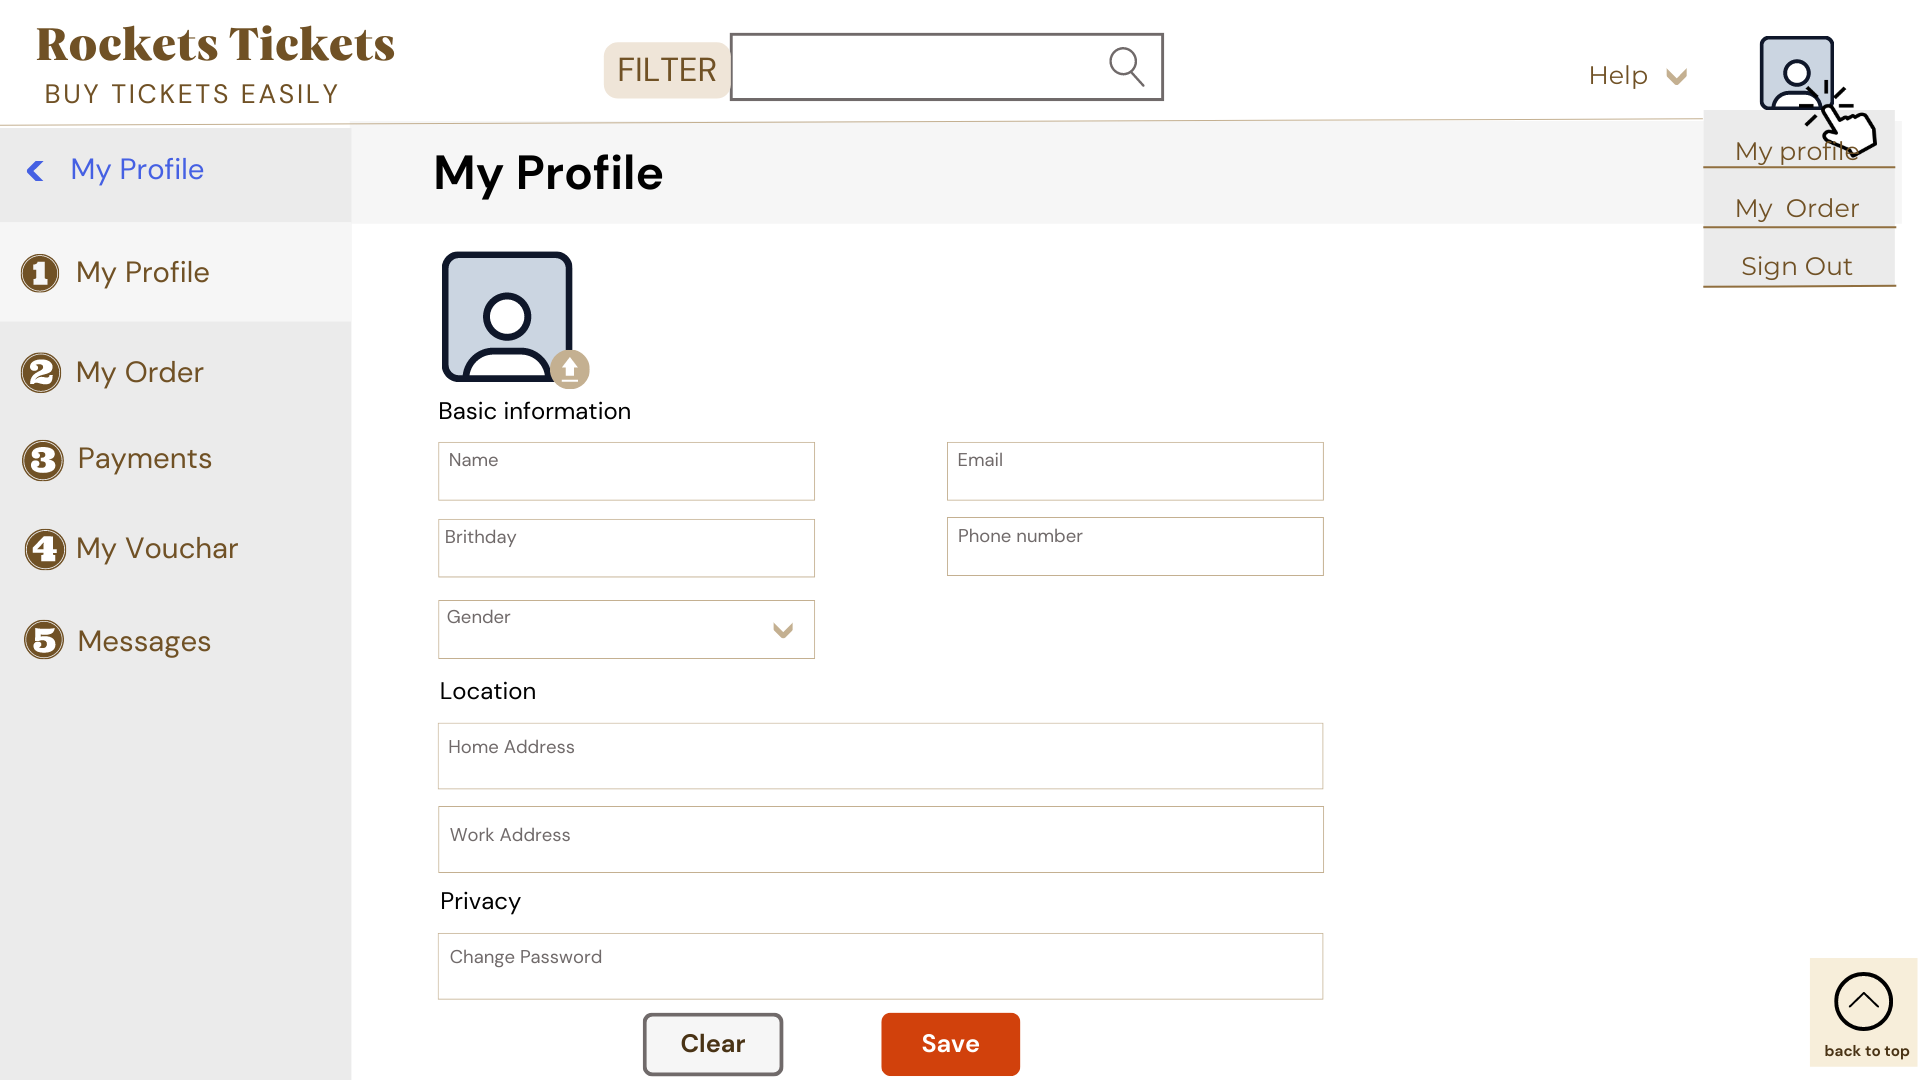 Rockets Tickets
BUY TICKETS EASILY
FILTER
Help
My profile
My Order
Sign Out
My Profile
1 My Profile
2 My Order
3 Payments
4 My Vouchar
5 Messages
My Profile
Basic information
Name
Email
Brithday
Phone number
Gender
Location
Home Address
Work Address
Privacy
Change Password
Clear
Save
back to top